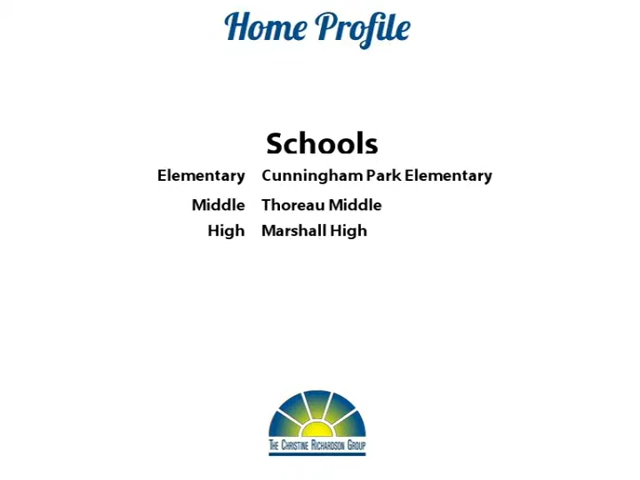 Home Profile
Schools
Elementary Cunningham Park Elementary
Middle Thoreau Middle
High Marshall High
The Christine Richardson Group